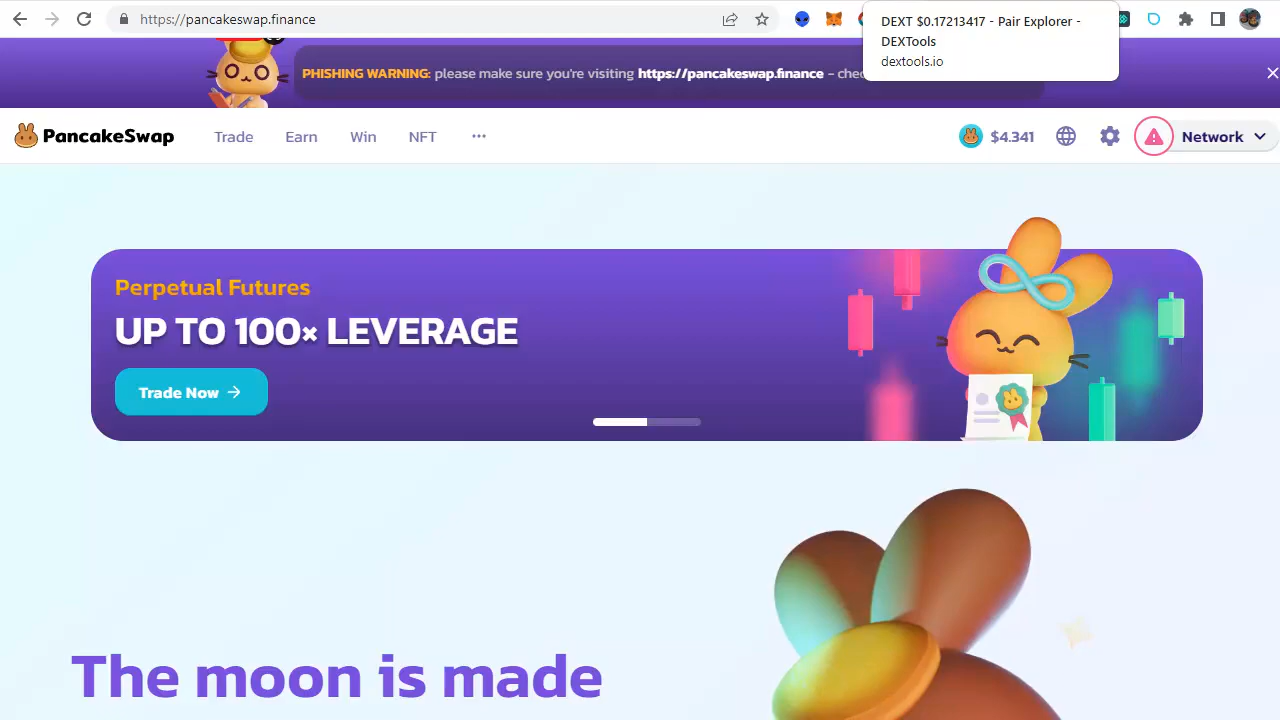 https://pancakeswap.finance
DEXT $0.17213417 - Pair Explorer -
DEXTools
dextools.io
PHISHING WARNING: please make sure you're visiting https://pancakeswap.finance - chec
PancakeSwap
Trade
Earn
Win
NFT
$4.341
Network
Perpetual Futures
UP TO 100× LEVERAGE
Trade Now
The moon is made